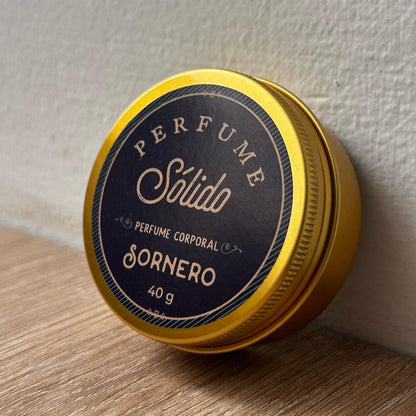 PERFUME
Sólido
PERFUME CORPORAL
SORNERO
40 g